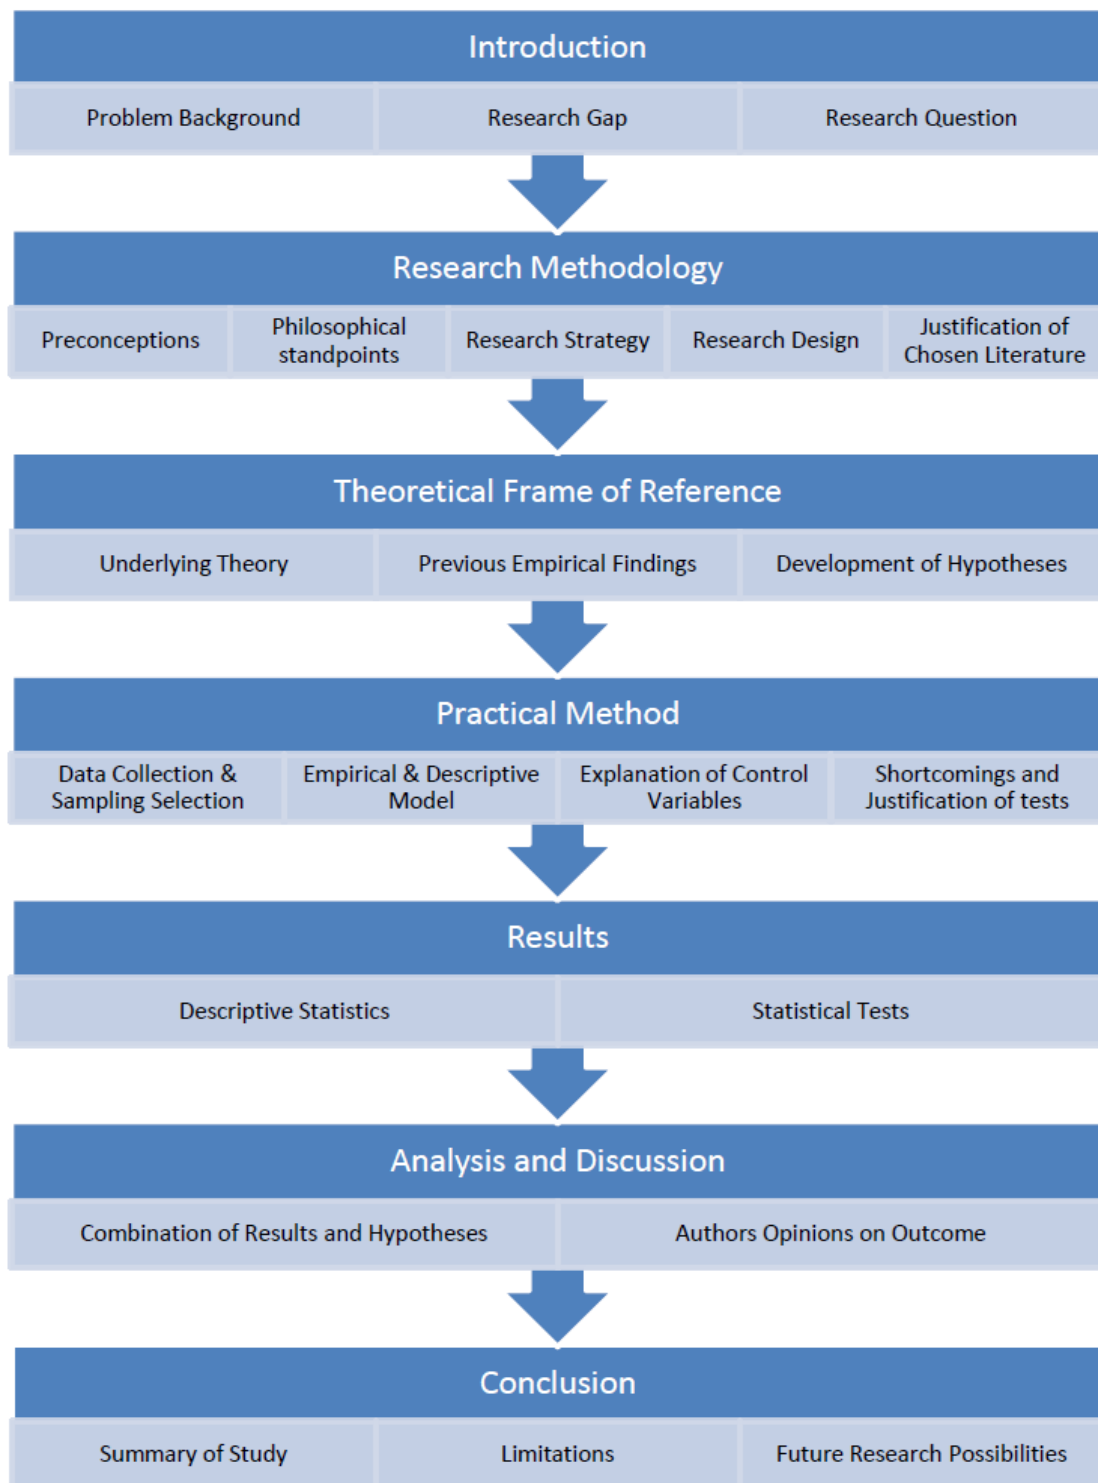 Introduction
Problem Background
Research Gap
Research Question
Research Methodology
Preconceptions
Philosophical
standpoints
Research Strategy
Research Design
Justification of
Chosen Literature
Theoretical Frame of Reference
Underlying Theory
Previous Empirical Findings
Development of Hypotheses
Practical Method
Data Collection &
Sampling Selection
Empirical & Descriptive
Model
Explanation of Control
Variables
Shortcomings and
Justification of tests
Results
Descriptive Statistics
Statistical Tests
Analysis and Discussion
Combination of Results and Hypotheses
Authors Opinions on Outcome
Conclusion
Summary of Study
Limitations
Future Research Possibilities